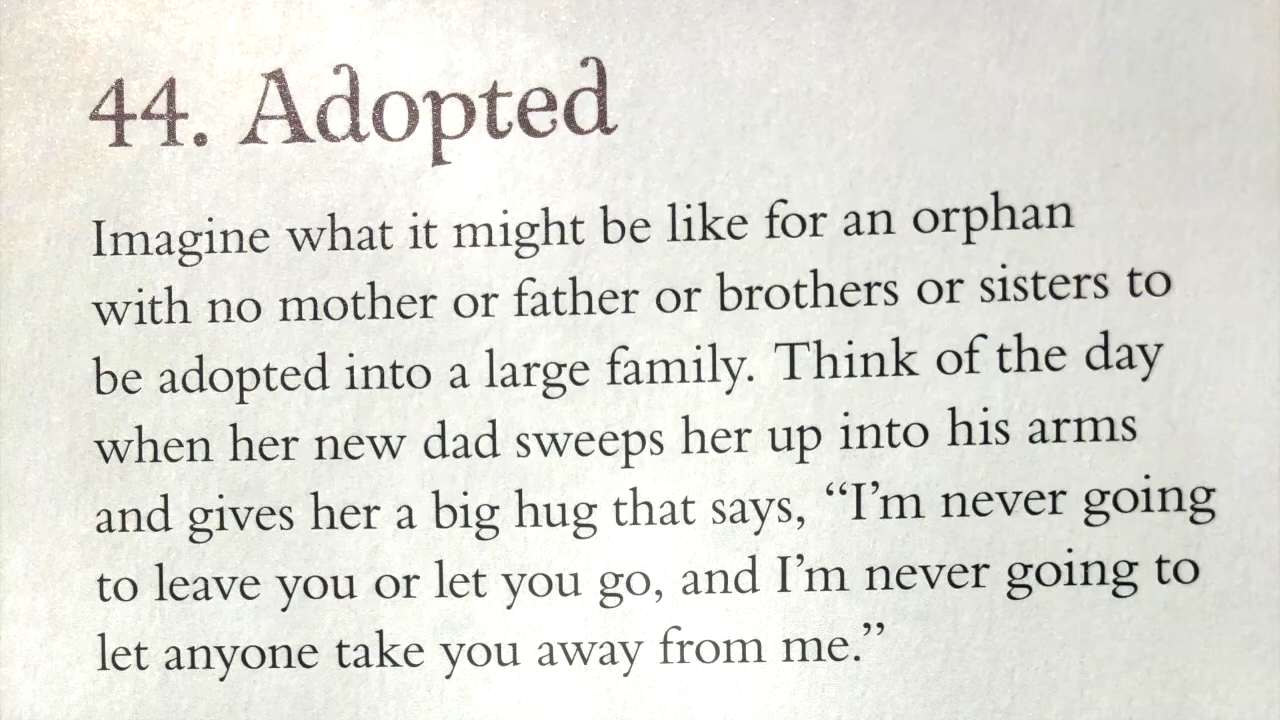 44. Adopted
Imagine what it might be like for an orphan
with no mother or father or brothers or sisters to
be adopted into a large family. Think of the day
when her new dad sweeps her up into his arms
and gives her a big hug that says, “I’m never going
to leave you or let you go, and I’m never going to
let anyone take you away from me.”